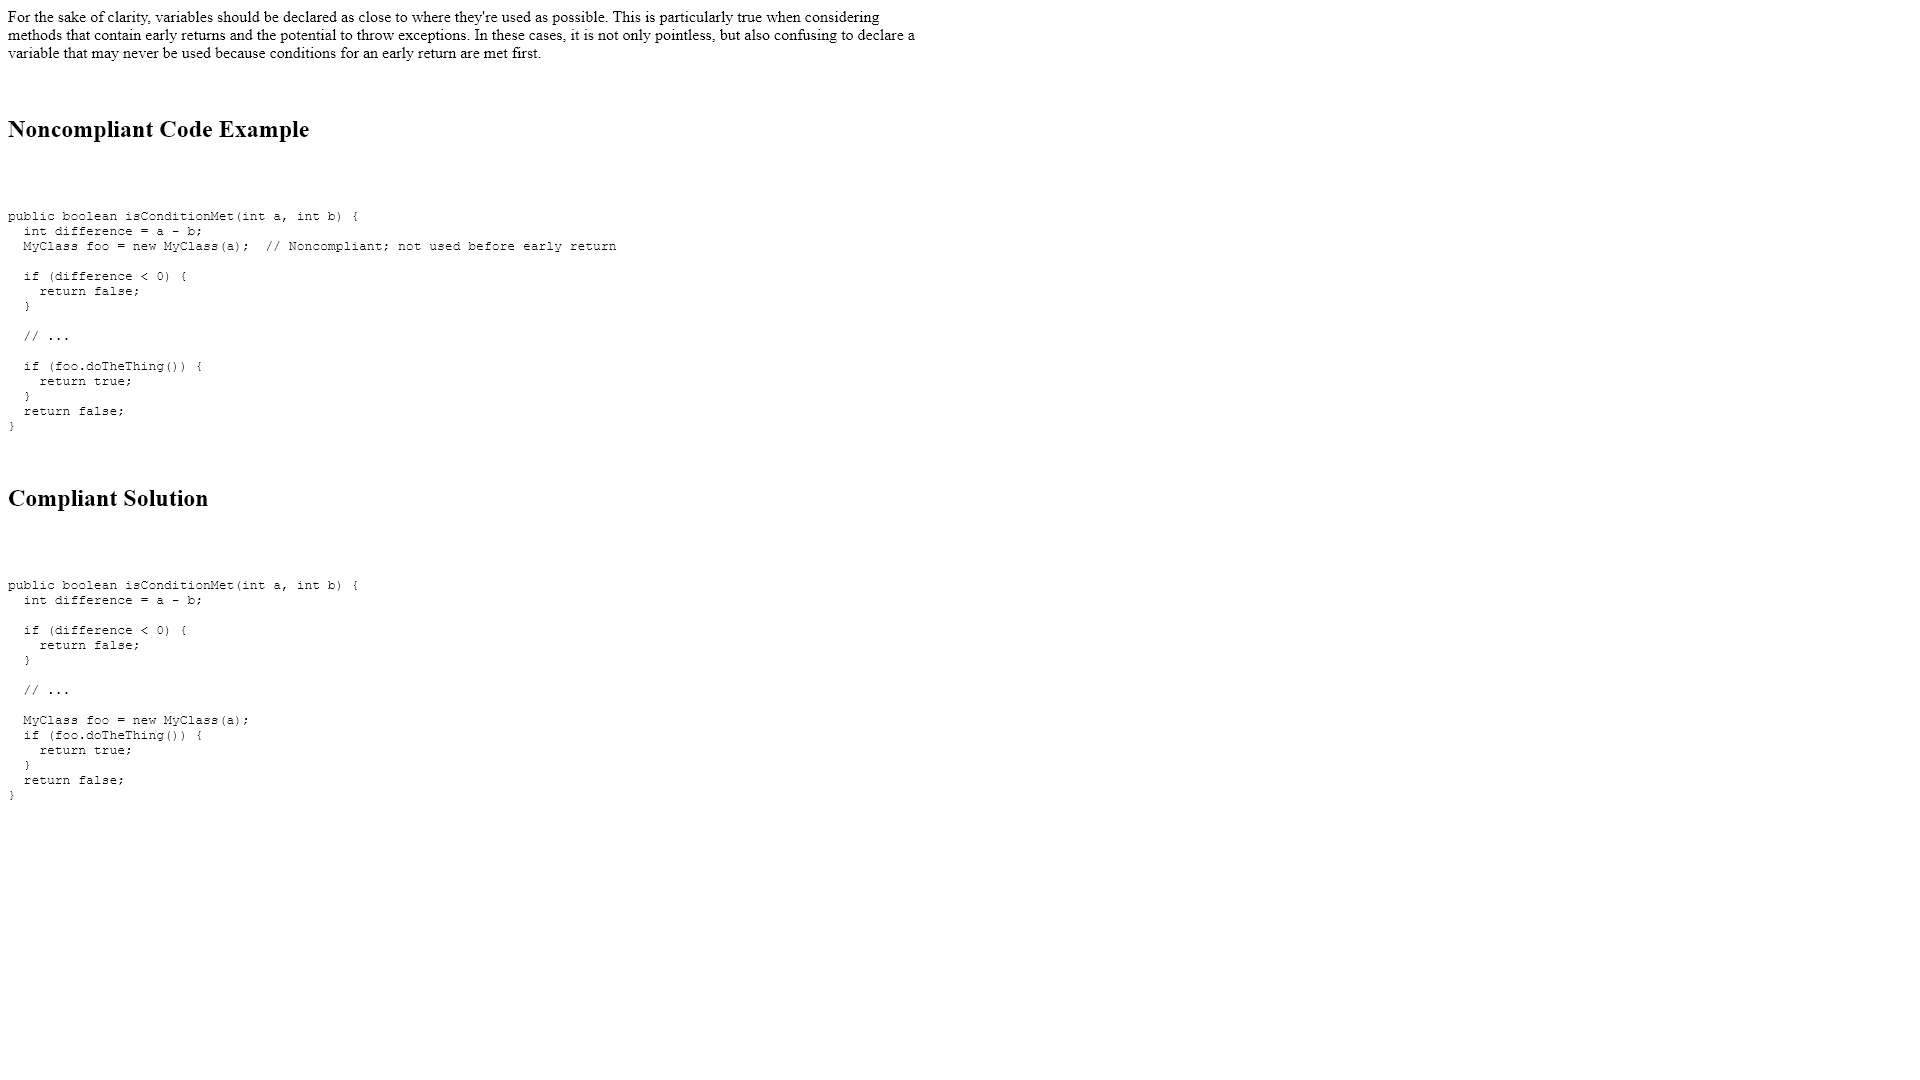 For the sake of clarity, variables should be declared as close to where they're used as possible. This is particularly true when considering
methods that contain early returns and the potential to throw exceptions. In these cases, it is not only pointless, but also confusing to declare a
variable that may never be used because conditions for an early return are met first.
Noncompliant Code Example
public boolean isConditionMet(int a, int b) {
  int difference = a - b;
  MyClass foo = new MyClass(a);  // Noncompliant; not used before early return
  if (difference < 0) {
    return false;
  }
  // ...
  if (foo.doTheThing()) {
    return true;
  }
  return false;
}
Compliant Solution
public boolean isConditionMet(int a, int b) {
  int difference = a - b;
  if (difference < 0) {
    return false;
  }
  // ...
  MyClass foo = new MyClass(a);
  if (foo.doTheThing()) {
    return true;
  }
  return false;
}